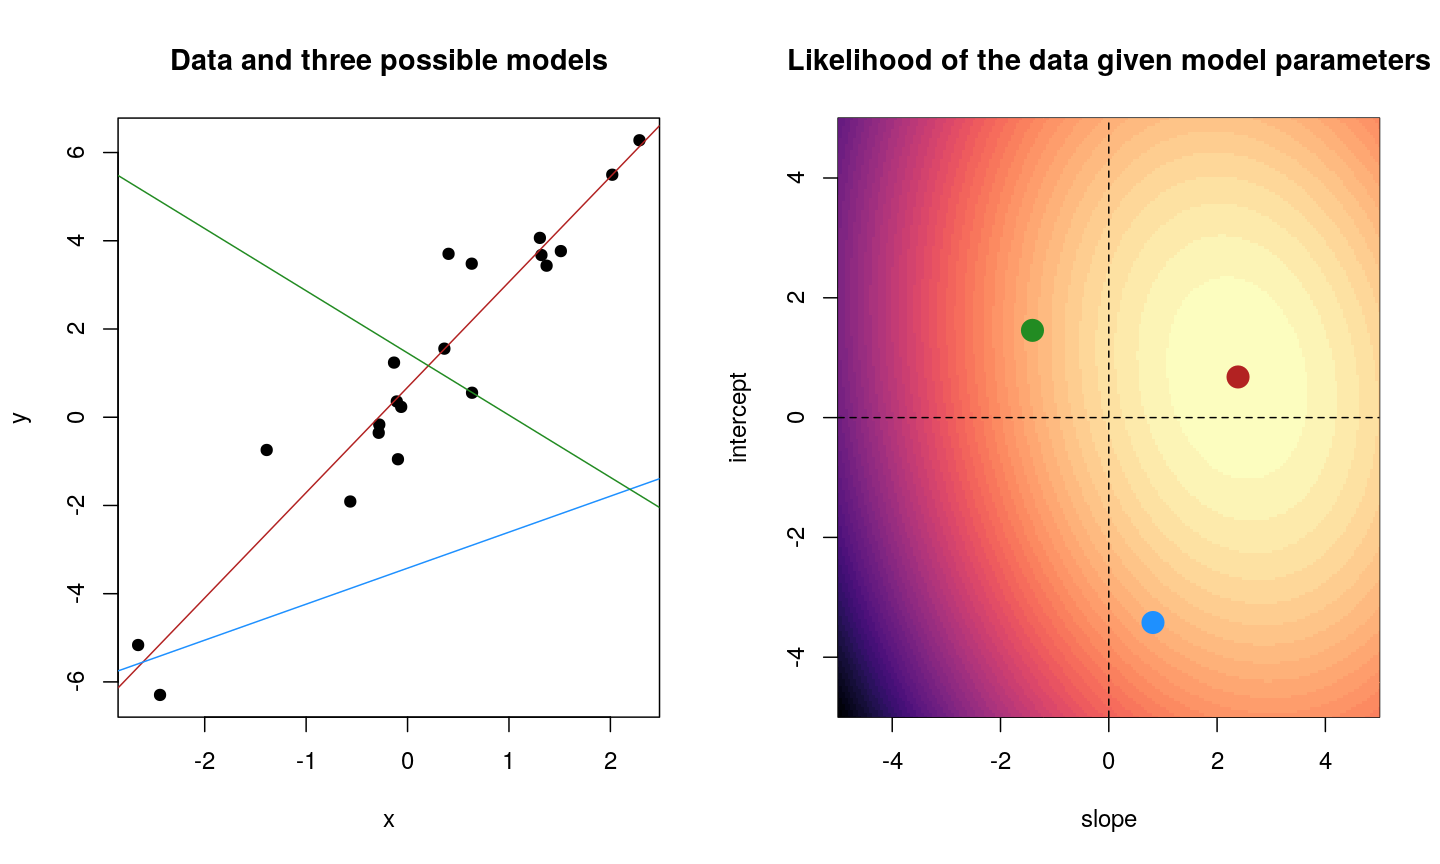 Data and three possible models
6
4
2
0
-2
-4
-6
y
-2 -1 0 1 2
x
Likelihood of the data given model parameters
4
2
0
-2
-4
intercept
-4 -2 0 2 4
slope